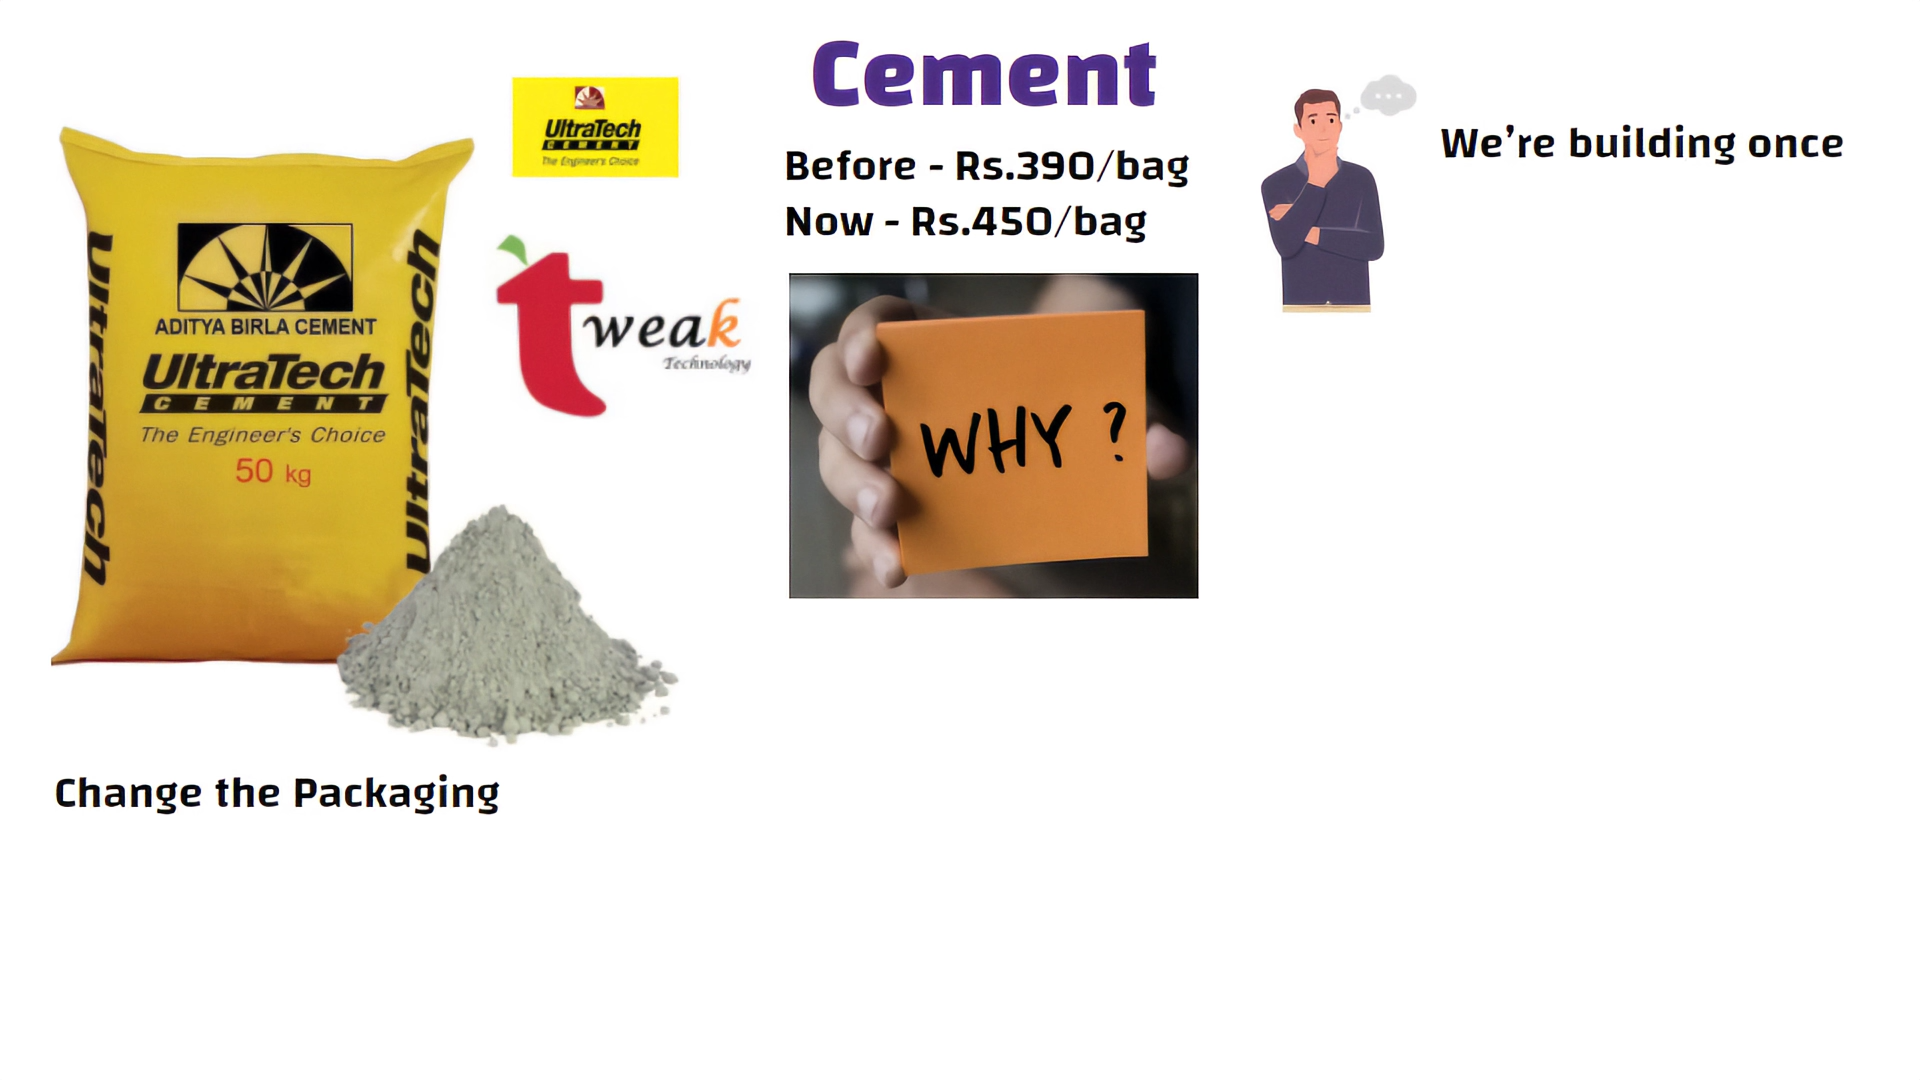 Cement
Before - Rs.390/bag
Now - Rs.450/bag
WHY ?
We're building once
UltraTech
CEMENT
The Engineer's Choice
tweak
Technology
UltraTech
UltraTech
ADITYA BIRLA CEMENT
UltraTech
CEMENT
The Engineer's Choice
50 kg
Change the Packaging